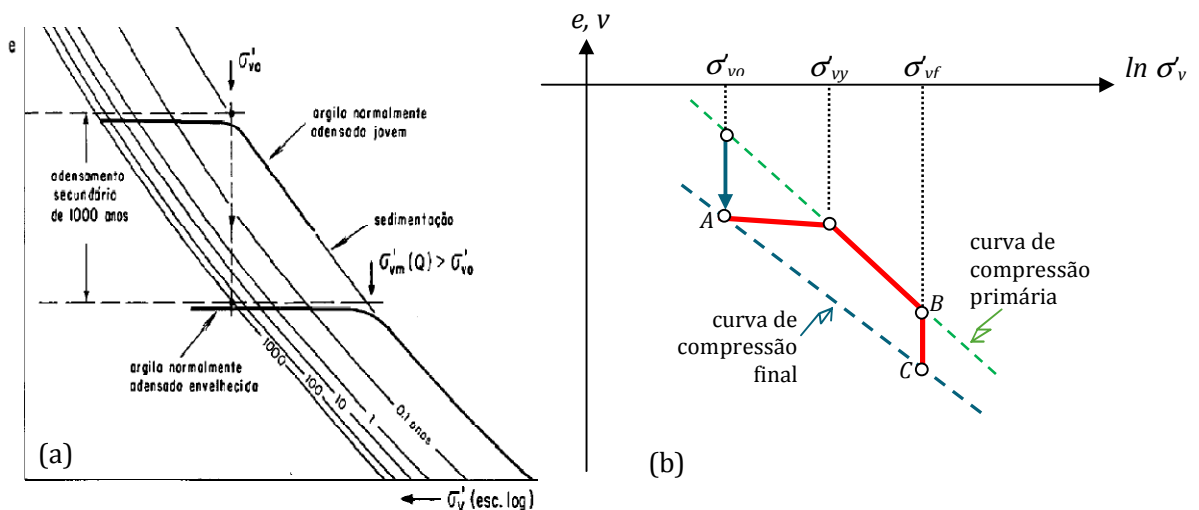 e
σ'vo
argila normalmente
adensada jovem
adensamento
secundário
de 1000 anos
sedimentação
σ'vm (Q) > σ'vo
argila normalmente
adensada envelhecida
1000
100
10
1
0.1 anos
(a)
σ'v (esc. log)
e, v
σ'vo
σ'vy
σ'vf
ln σ'v
A
B
C
curva de
compressão
primária
curva de
compressão
final
(b)